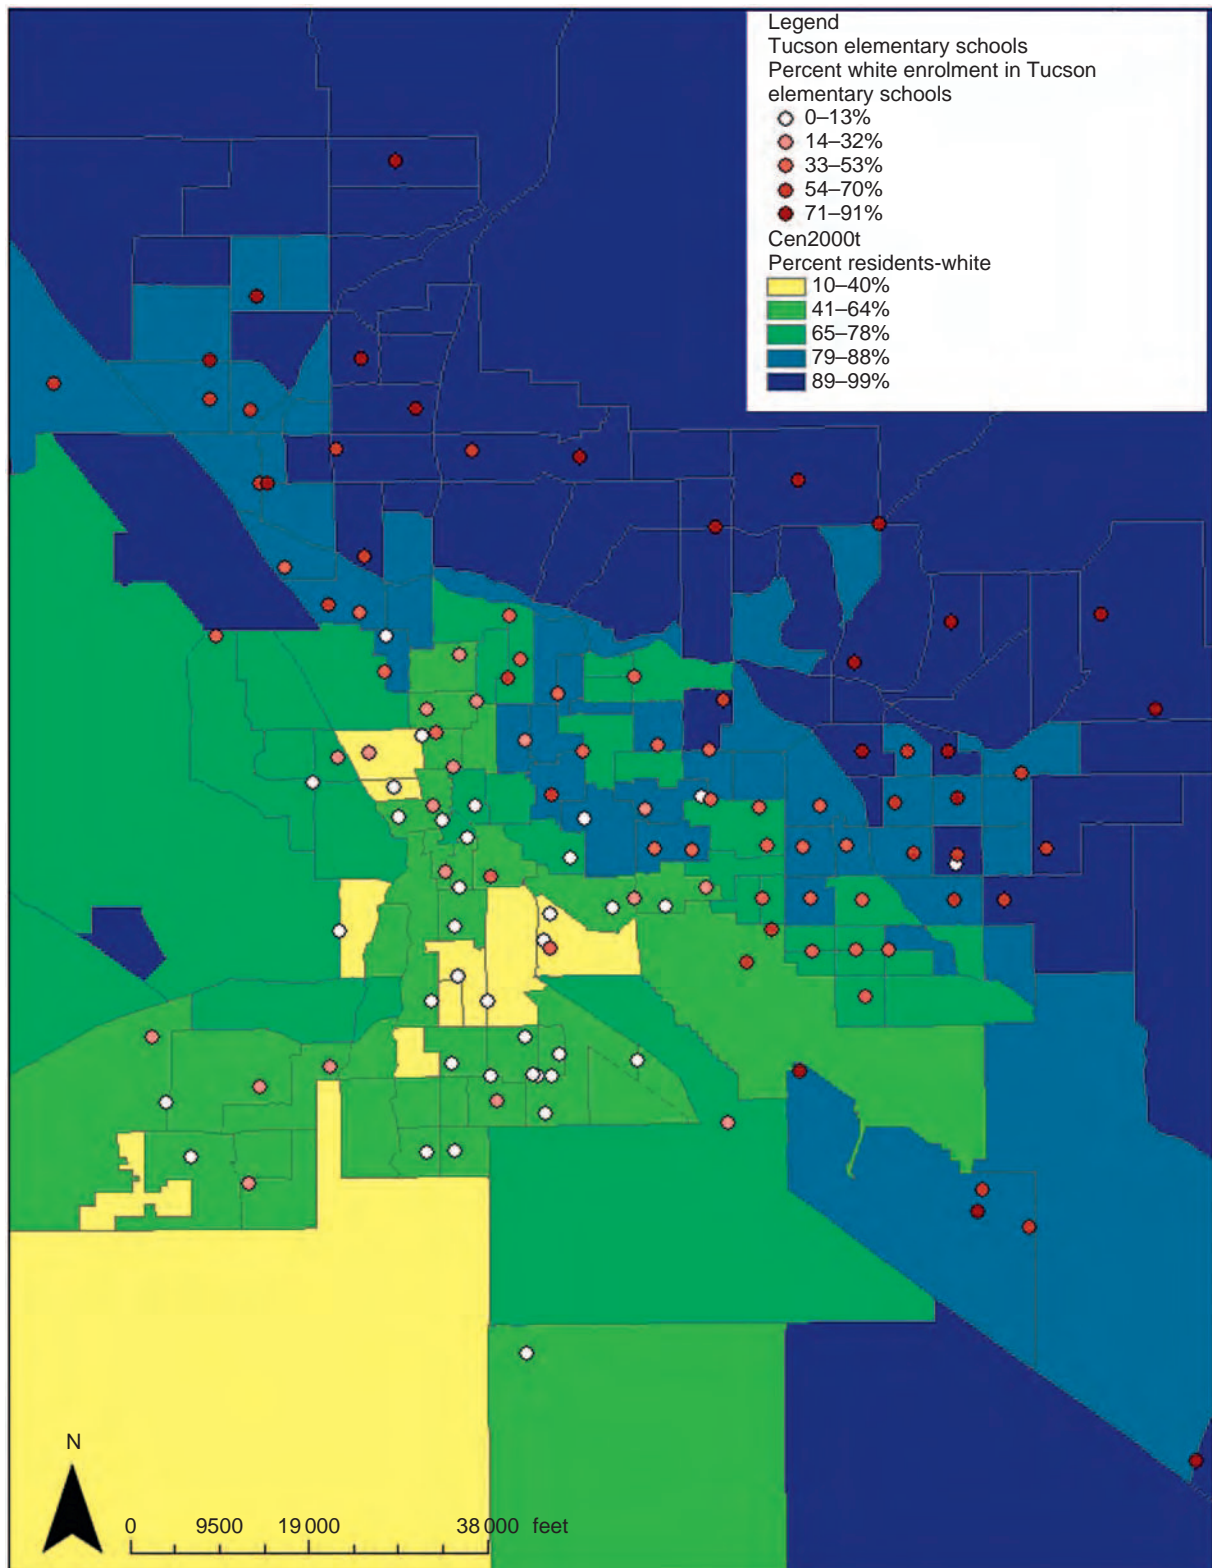 Legend
Tucson elementary schools
Percent white enrolment in Tucson
elementary schools
0–13%
14–32%
33–53%
54–70%
71–91%
Cen2000t
Percent residents-white
10–40%
41–64%
65–78%
79–88%
89–99%
N
0 9500 19 000 38 000 feet